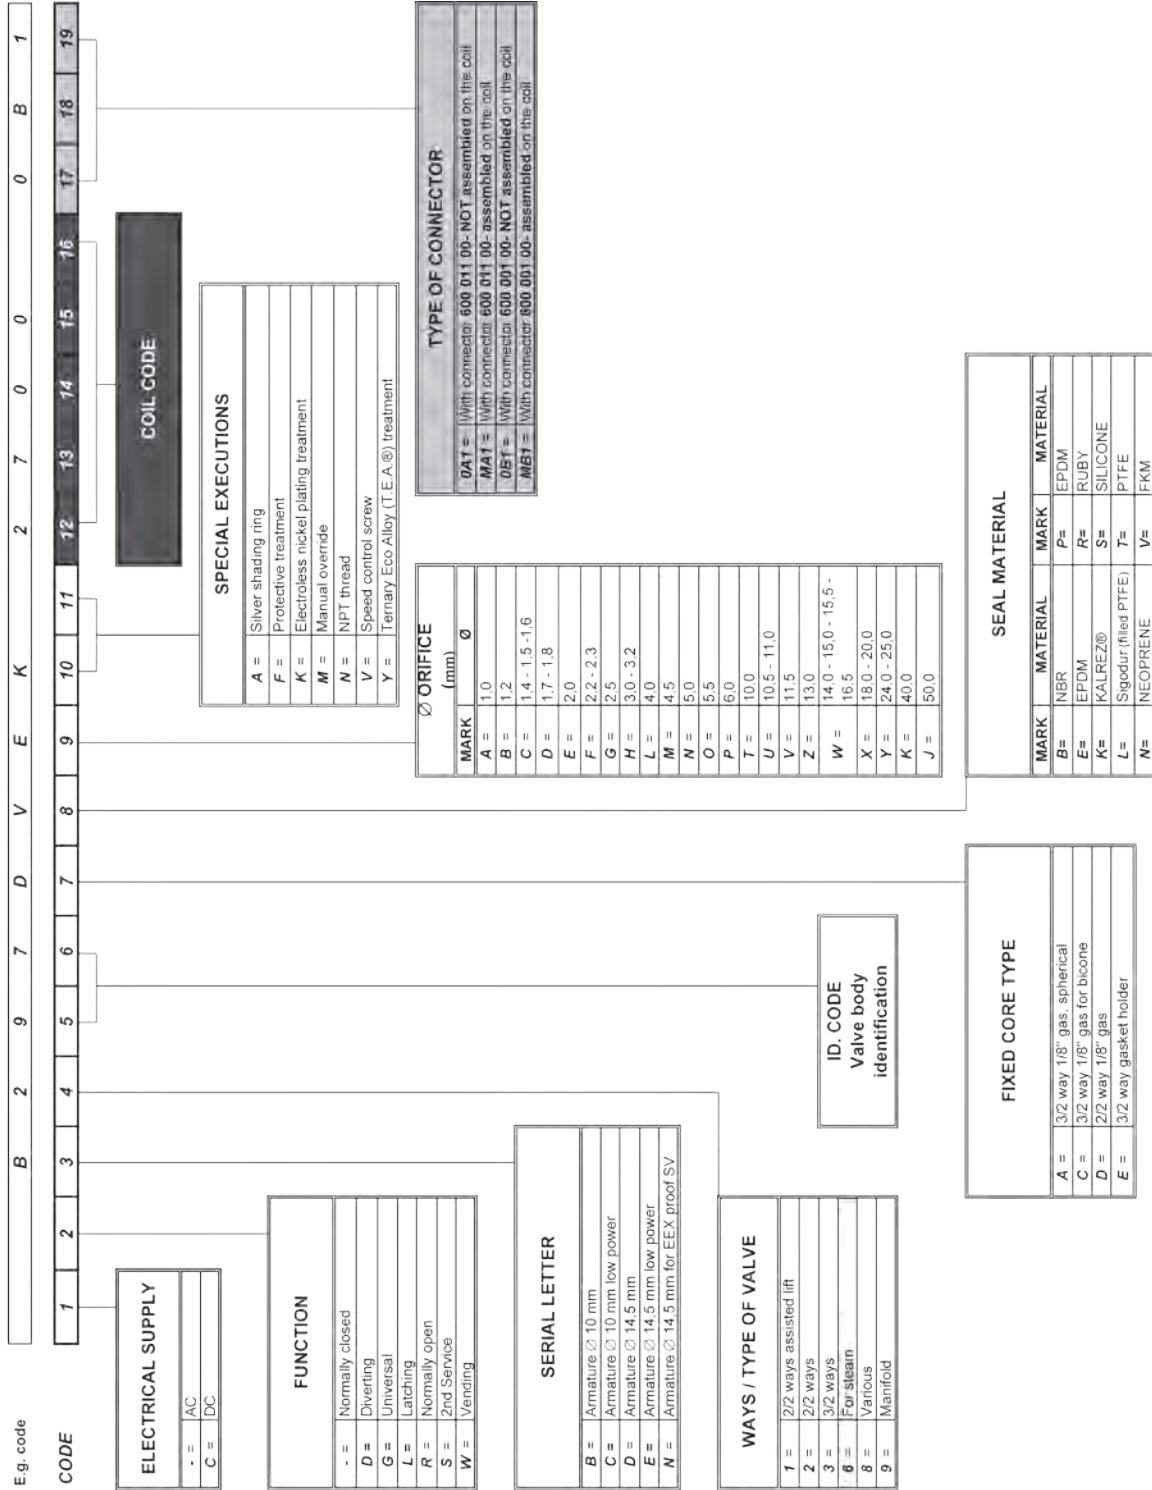 E.g. code B 2 9 7 D V E K 2 7 0 0 0 B 1
CODE 1 2 3 4 5 6 7 8 9 10 11 12 13 14 15 16 17 18 19
ELECTRICAL SUPPLY
- = AC
C = DC
FUNCTION
- = Normally closed
D = Diverting
G = Universal
L = Latching
R = Normally open
S = 2nd Service
W = Vending
SERIAL LETTER
B = Armature Ø 10 mm
C = Armature Ø 10 mm low power
D = Armature Ø 14,5 mm
E = Armature Ø 14,5 mm low power
N = Armature Ø 14,5 mm for EEX proof SV
WAYS / TYPE OF VALVE
1 = 2/2 ways assisted lift
2 = 2/2 ways
3 = 3/2 ways
6 = For steam
8 = Various
9 = Manifold
ID. CODE
Valve body
identification
FIXED CORE TYPE
A = 3/2 way 1/8" gas, spherical
C = 3/2 way 1/8" gas for bicone
D = 2/2 way 1/8" gas
E = 3/2 way gasket holder
SEAL MATERIAL
MARK MATERIAL MARK MATERIAL
B= NBR P= EPDM
E= EPDM R= RUBY
K= KALREZ® S= SILICONE
L= Sigodur (filled PTFE) T= PTFE
N= NEOPRENE V= FKM
Ø ORIFICE
(mm)
MARK Ø
A = 1,0
B = 1,2
C = 1,4 - 1,5 -1,6
D = 1,7 - 1,8
E = 2,0
F = 2,2 - 2,3
G = 2,5
H = 3,0 - 3,2
L = 4,0
M = 4,5
N = 5,0
O = 5,5
P = 6,0
T = 10,0
U = 10,5 - 11,0
V = 11,5
Z = 13,0
W = 14,0 - 15,0 - 15,5 -
16,5
X = 18,0 - 20,0
Y = 24,0 - 25,0
K = 40,0
J = 50,0
SPECIAL EXECUTIONS
A = Silver shading ring
F = Protective treatment
K = Electroless nickel plating treatment
M = Manual override
N = NPT thread
V = Speed control screw
Y = Ternary Eco Alloy (T.E.A.®) treatment
COIL CODE
TYPE OF CONNECTOR
0A1 = With connector 600 011 00- NOT assembled on the coil
MA1 = With connector 600 011 00- assembled on the coil
0B1 = With connector 600 001 00- NOT assembled on the coil
MB1 = With connector 600 001 00- assembled on the coil